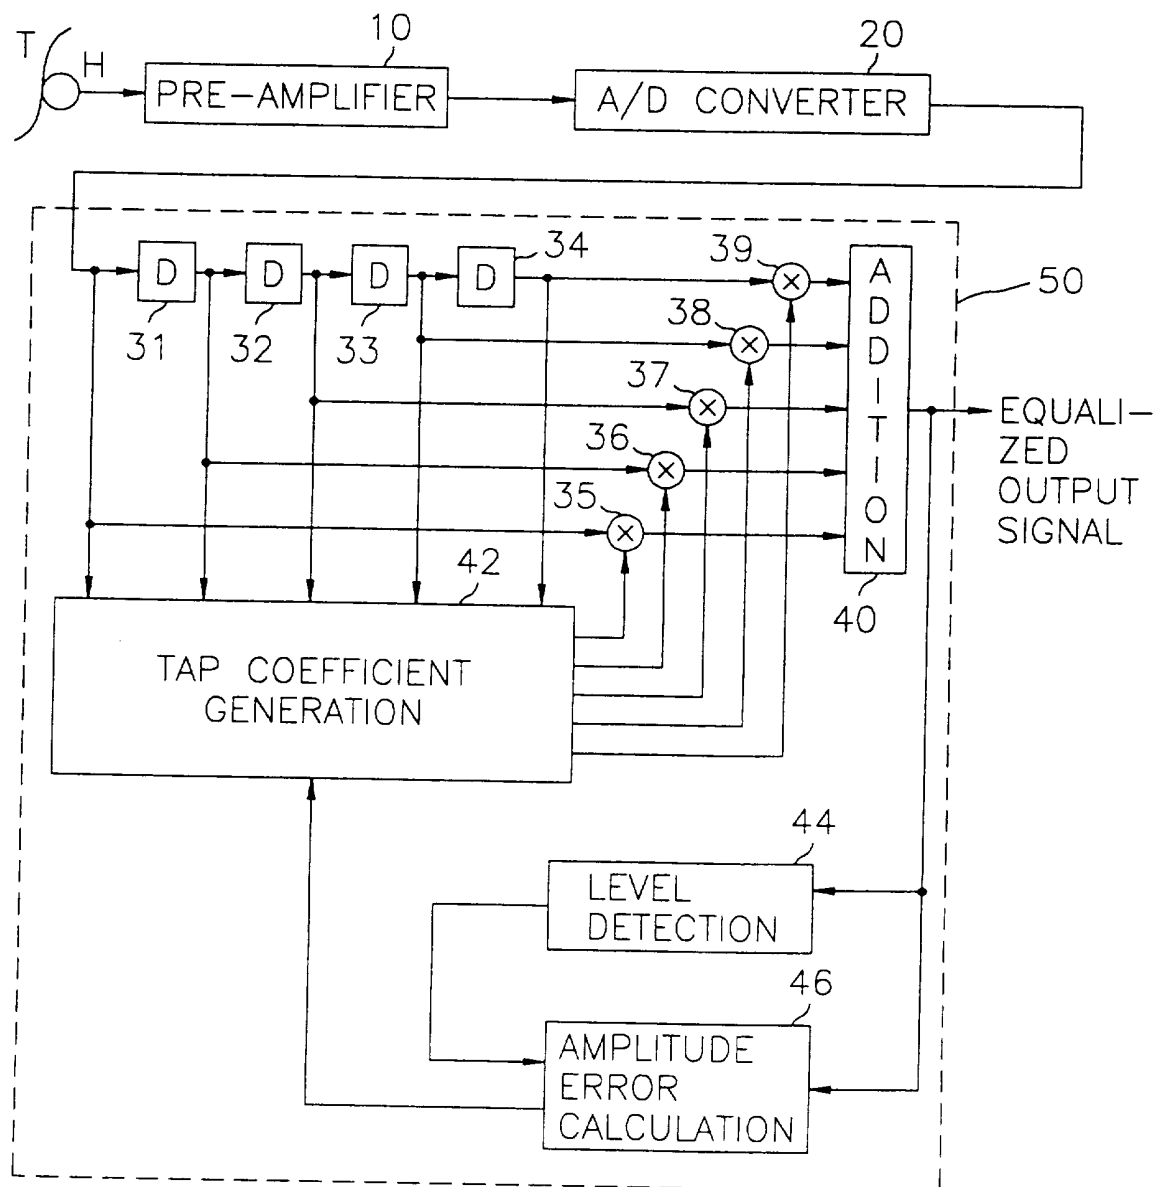 10
20
T
H
PRE-AMPLIFIER
A/D CONVERTER
D
D
D
D
31
32
33
34
39
38
37
36
35
ADDITION
40
50
EQUALI-
ZED
OUTPUT
SIGNAL
42
TAP COEFFICIENT
GENERATION
44
LEVEL
DETECTION
46
AMPLITUDE
ERROR
CALCULATION